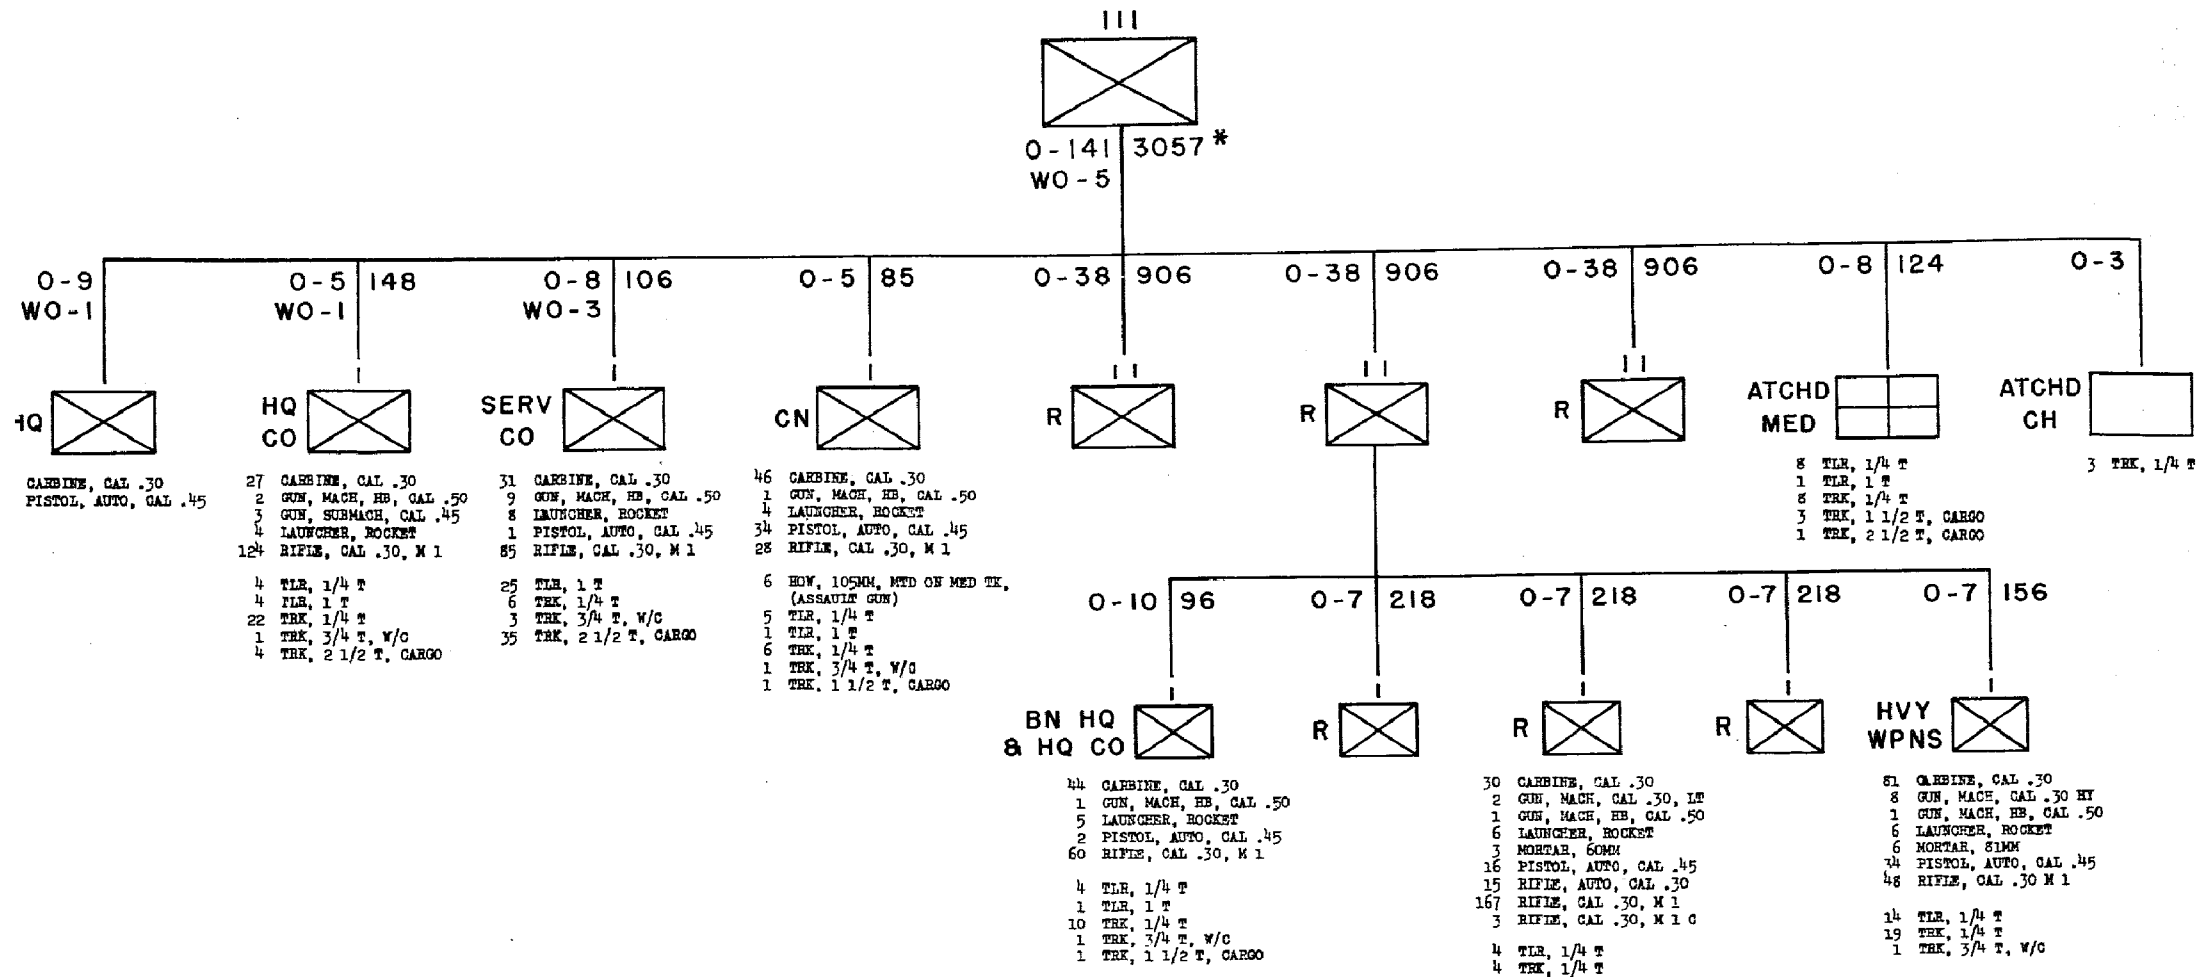 III
O-141 3057 *
WO-5
O-9
WO-1
HQ
CARBINE, CAL .30
PISTOL, AUTO, CAL .45
O-5 148
WO-1
I
HQ
CO
27 CARBINE, CAL .30
2 GUN, MACH, HB, CAL .50
3 GUN, SUBMACH, CAL .45
4 LAUNCHER, ROCKET
124 RIFLE, CAL .30, M 1
4 TLR, 1/4 T
4 TLR, 1 T
22 TRK, 1/4 T
1 TRK, 3/4 T, W/C
4 TRK, 2 1/2 T, CARGO
O-8 106
WO-3
I
SERV
CO
31 CARBINE, CAL .30
9 GUN, MACH, HB, CAL .50
8 LAUNCHER, ROCKET
1 PISTOL, AUTO, CAL .45
85 RIFLE, CAL .30, M 1
25 TLR, 1 T
6 TRK, 1/4 T
3 TRK, 3/4 T, W/C
35 TRK, 2 1/2 T, CARGO
O-5 85
I
CN
46 CARBINE, CAL .30
1 GUN, MACH, HB, CAL .50
4 LAUNCHER, ROCKET
34 PISTOL, AUTO, CAL .45
28 RIFLE, CAL .30, M 1
6 HOW, 105MM, MTD ON MED TK,
(ASSAULT GUN)
5 TLR, 1/4 T
1 TLR, 1 T
6 TRK, 1/4 T
1 TRK, 3/4 T, W/C
1 TRK, 1 1/2 T, CARGO
O-38 906
II
R
O-38 906
II
R
O-38 906
II
R
O-8 124
ATCHD
MED
8 TLR, 1/4 T
1 TLR, 1 T
8 TRK, 1/4 T
3 TRK, 1 1/2 T, CARGO
1 TRK, 2 1/2 T, CARGO
O-3
ATCHD
CH
3 TRK, 1/4 T
O-10 96
I
BN HQ
& HQ CO
44 CARBINE, CAL .30
1 GUN, MACH, HB, CAL .50
5 LAUNCHER, ROCKET
2 PISTOL, AUTO, CAL .45
60 RIFLE, CAL .30, M 1
4 TLR, 1/4 T
1 TLR, 1 T
10 TRK, 1/4 T
1 TRK, 3/4 T, W/C
1 TRK, 1 1/2 T, CARGO
O-7 218
I
R
O-7 218
I
R
30 CARBINE, CAL .30
2 GUN, MACH, CAL .30, LT
1 GUN, MACH, HB, CAL .50
6 LAUNCHER, ROCKET
3 MORTAR, 60MM
16 PISTOL, AUTO, CAL .45
15 RIFLE, AUTO, CAL .30
167 RIFLE, CAL .30, M 1
3 RIFLE, CAL .30, M 1 C
4 TLR, 1/4 T
4 TRK, 1/4 T
O-7 218
I
R
O-7 156
I
HVY
WPNS
81 CARBINE, CAL .30
8 GUN, MACH, CAL .30 HY
1 GUN, MACH, HB, CAL .50
6 LAUNCHER, ROCKET
6 MORTAR, 81MM
34 PISTOL, AUTO, CAL .45
48 RIFLE, CAL .30 M 1
14 TLR, 1/4 T
19 TRK, 1/4 T
1 TRK, 3/4 T, W/C